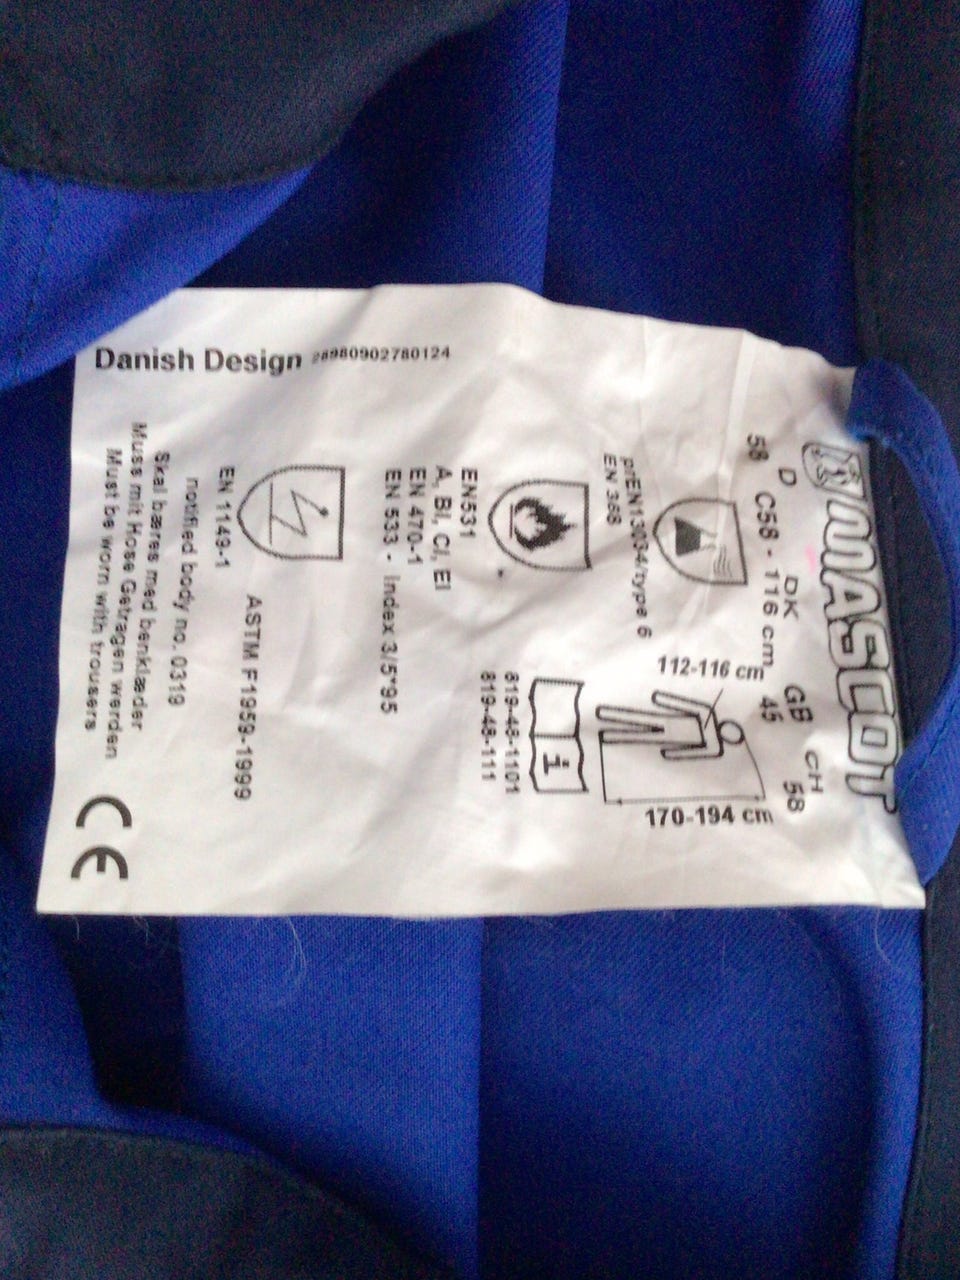 MASCOT
D DK GB CH
58 C58 - 116 cm 45 58
112-116 cm
170-194 cm
prEN13034/type 6
EN 368
i
EN531
A, BI, CI, EI
EN 470-1
EN 533 - Index 3/5*95
819-48-1101
819-48-111
EN 1149-1
ASTM F1959-1999
notified body no. 0319
Skal bæres med benklæder
Muss mit Hose Getragen werden
Must be worn with trousers
CE
Danish Design 28980902780124